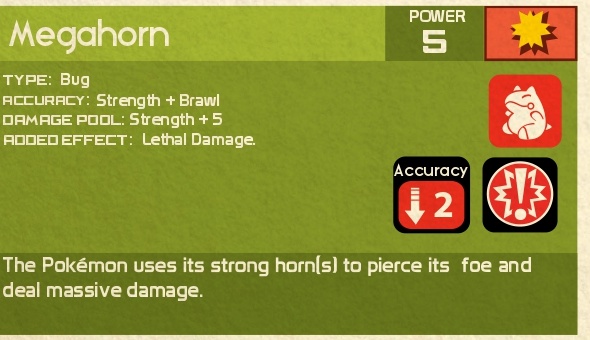 Megahorn
POWER
5
TYPE: Bug
ACCURACY: Strength + Brawl
DAMAGE POOL: Strength + 5
ADDED EFFECT: Lethal Damage.
Accuracy
2
The Pokémon uses its strong horn(s) to pierce its foe and
deal massive damage.